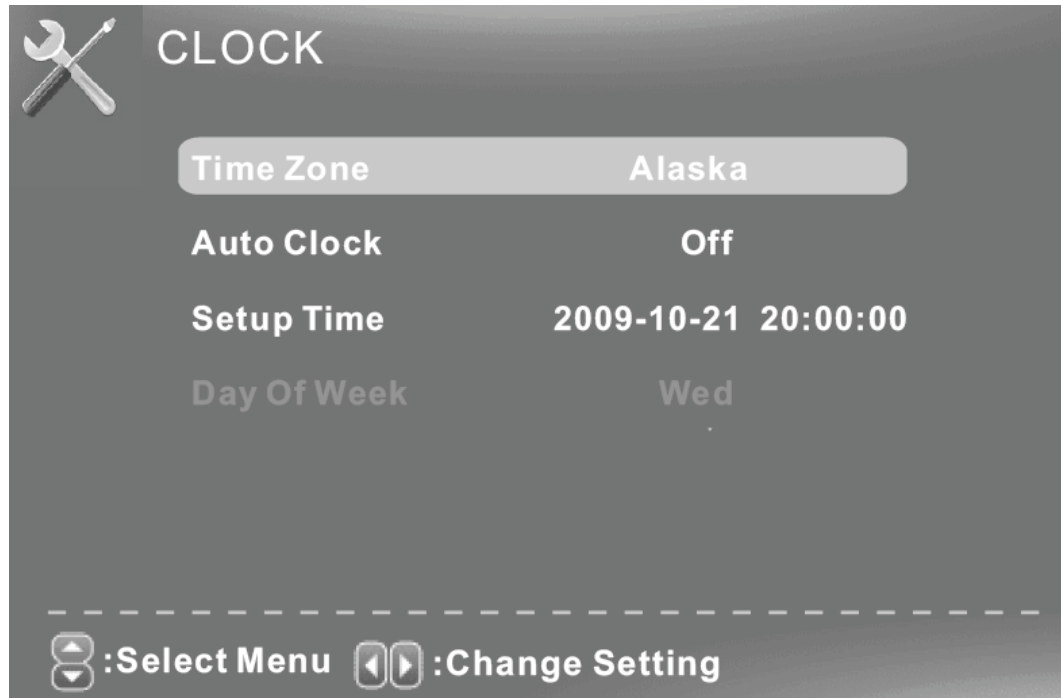 CLOCK
Time Zone Alaska
Auto Clock Off
Setup Time 2009-10-21 20:00:00
Day Of Week Wed
:Select Menu :Change Setting